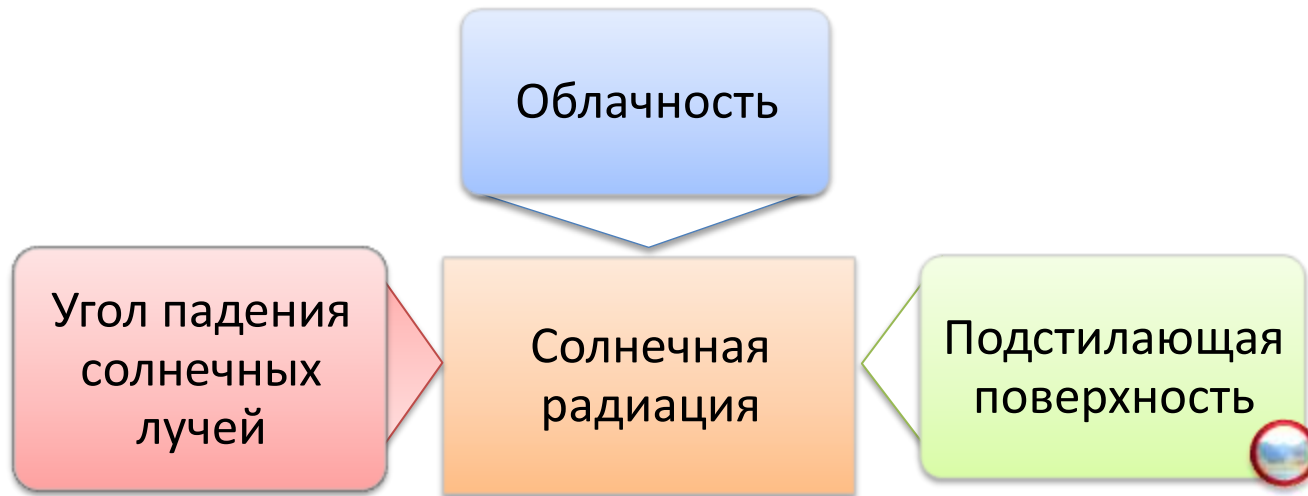 Облачность
Угол падения
солнечных
лучей
Солнечная
радиация
Подстилающая
поверхность